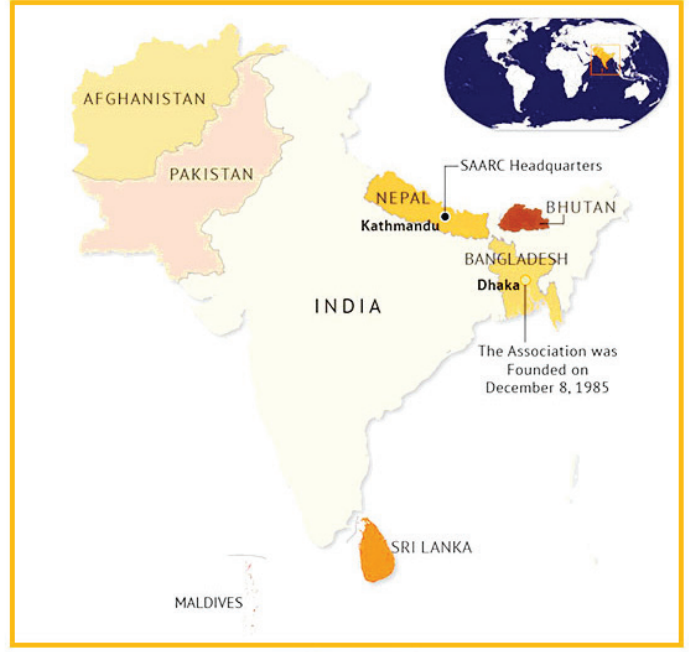 AFGHANISTAN
PAKISTAN
SAARC Headquarters
NEPAL
BHUTAN
Kathmandu
BANGLADESH
Dhaka
INDIA
The Association was
Founded on
December 8, 1985
SRI LANKA
MALDIVES